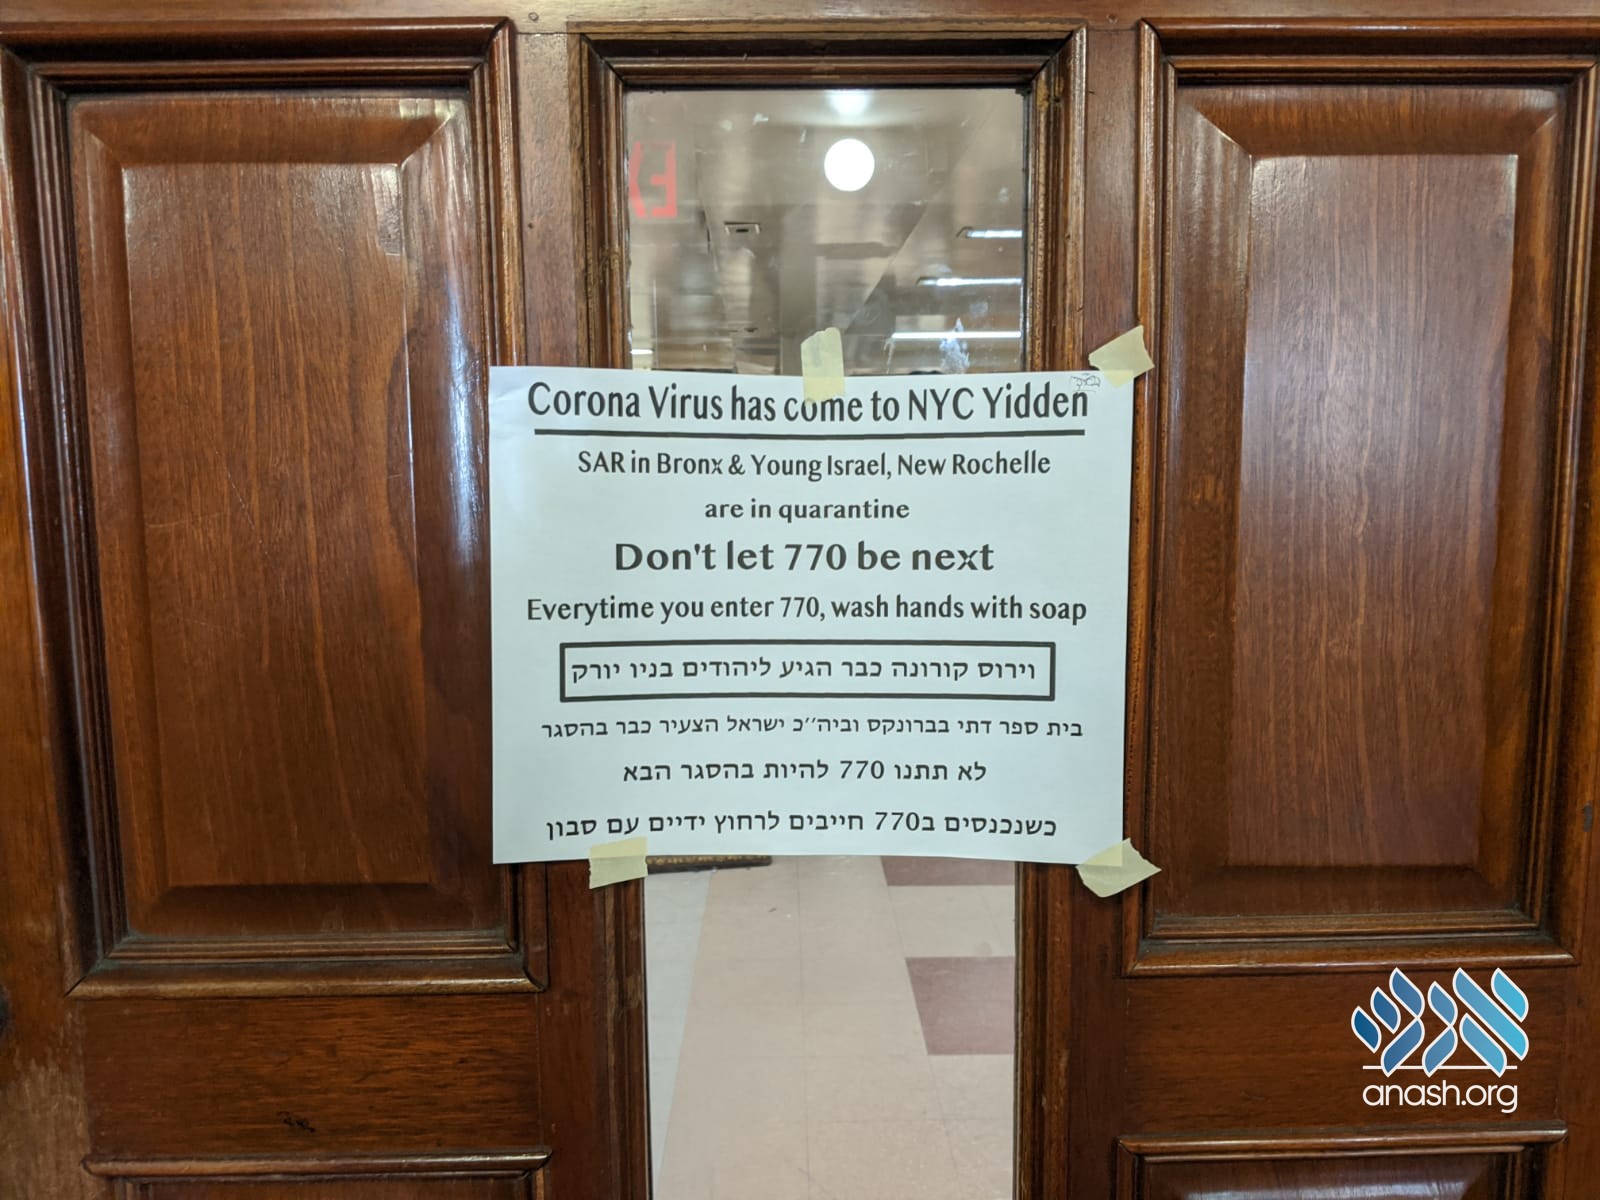 Corona Virus has come to NYC Yidden
SAR in Bronx & Young Israel, New Rochelle
are in quarantine
Don't let 770 be next
Everytime you enter 770, wash hands with soap
וירוס קורונה כבר הגיע ליהודים בניו יורק
בית ספר דתי בברונקס וביה''כ ישראל הצעיר כבר בהסגר
לא תתנו 770 להיות בהסגר הבא
כשנכנסים ב770 חייבים לרחוץ ידיים עם סבון
אנש
anash.org